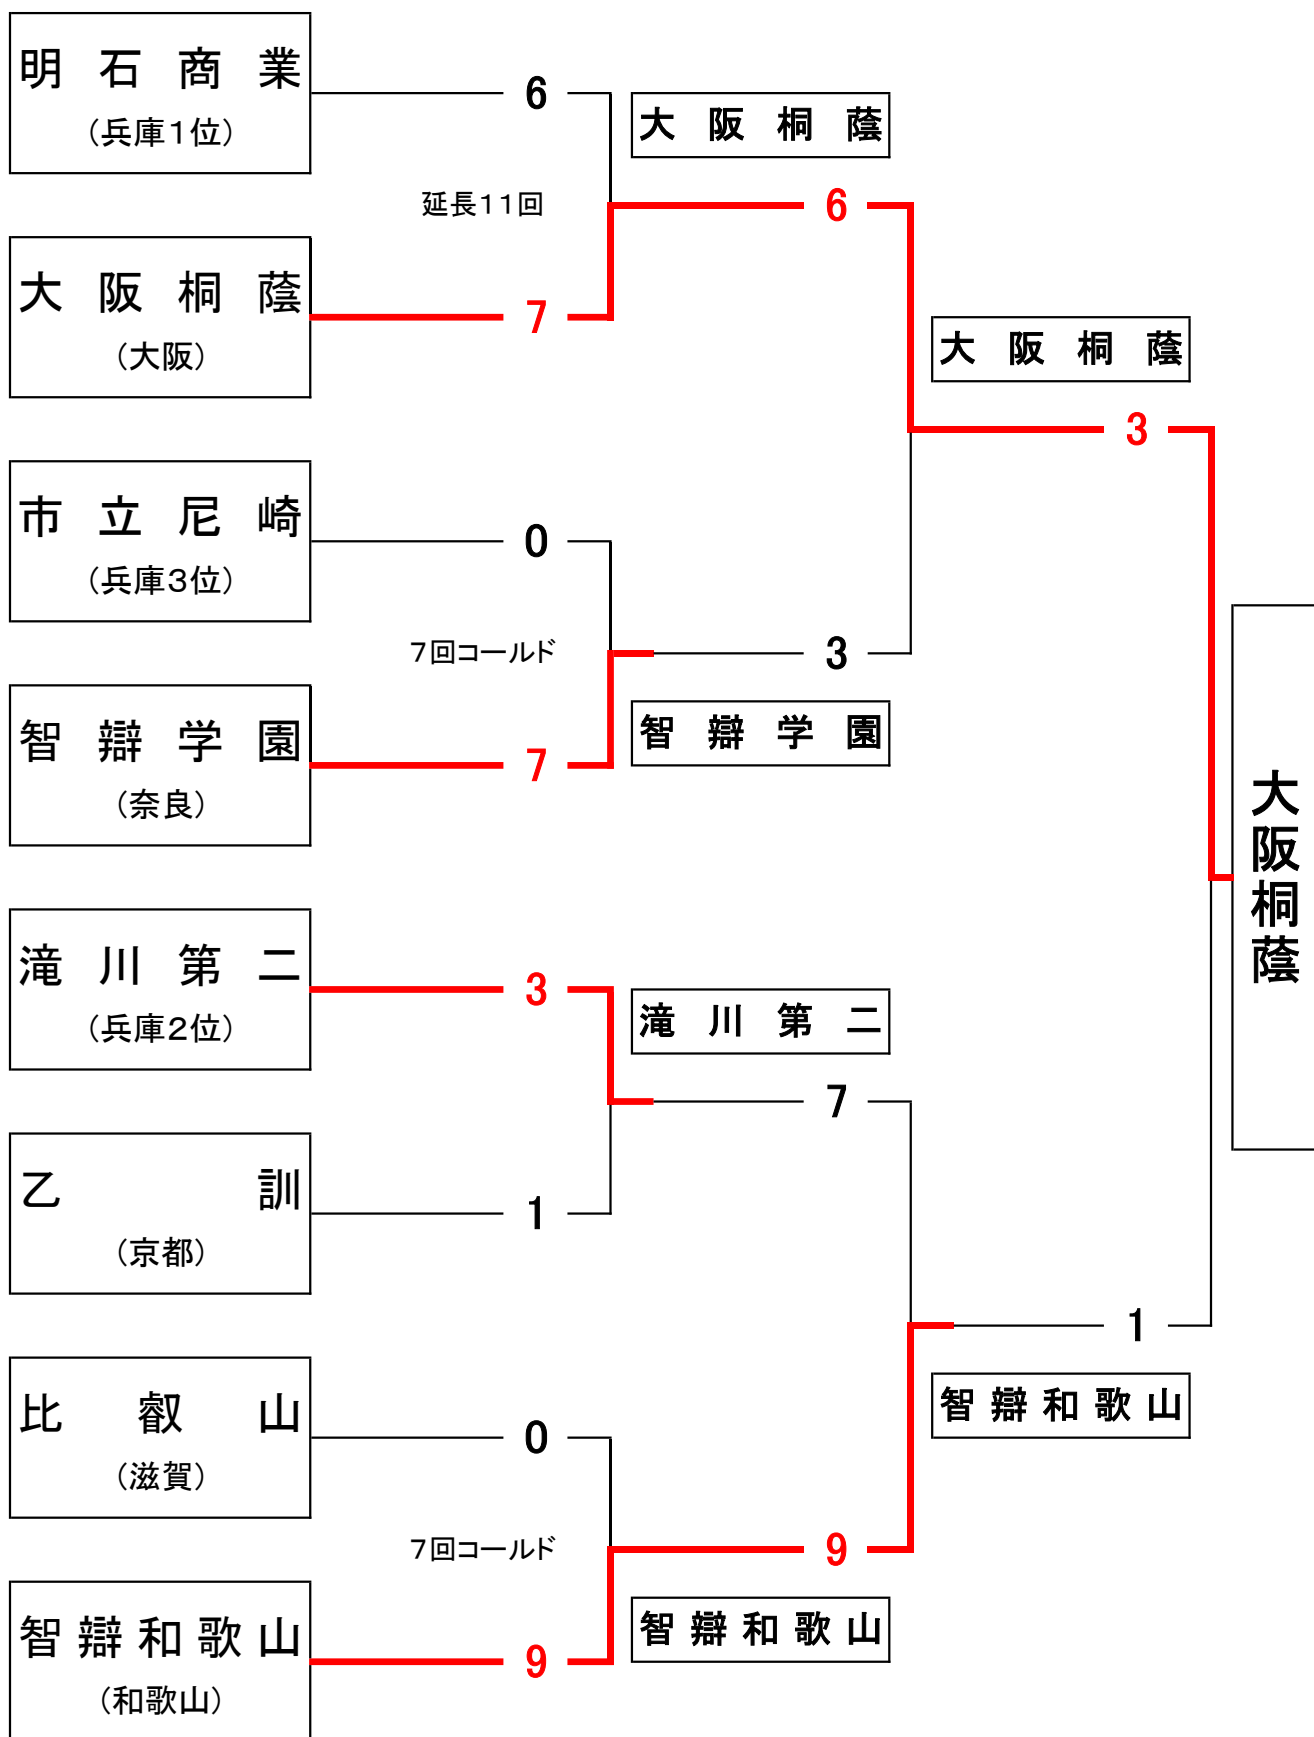 明石商業
（兵庫１位）
6
大阪桐蔭
延長１１回
6
大阪桐蔭
（大阪）
7
大阪桐蔭
3
市立尼崎
（兵庫３位）
0
７回コールド
3
智辯学園
（奈良）
7
智辯学園
大阪桐蔭
滝川第二
（兵庫２位）
3
滝川第二
7
乙訓
（京都）
1
1
智辯和歌山
比叡山
（滋賀）
0
７回コールド
9
智辯和歌山
（和歌山）
9
智辯和歌山